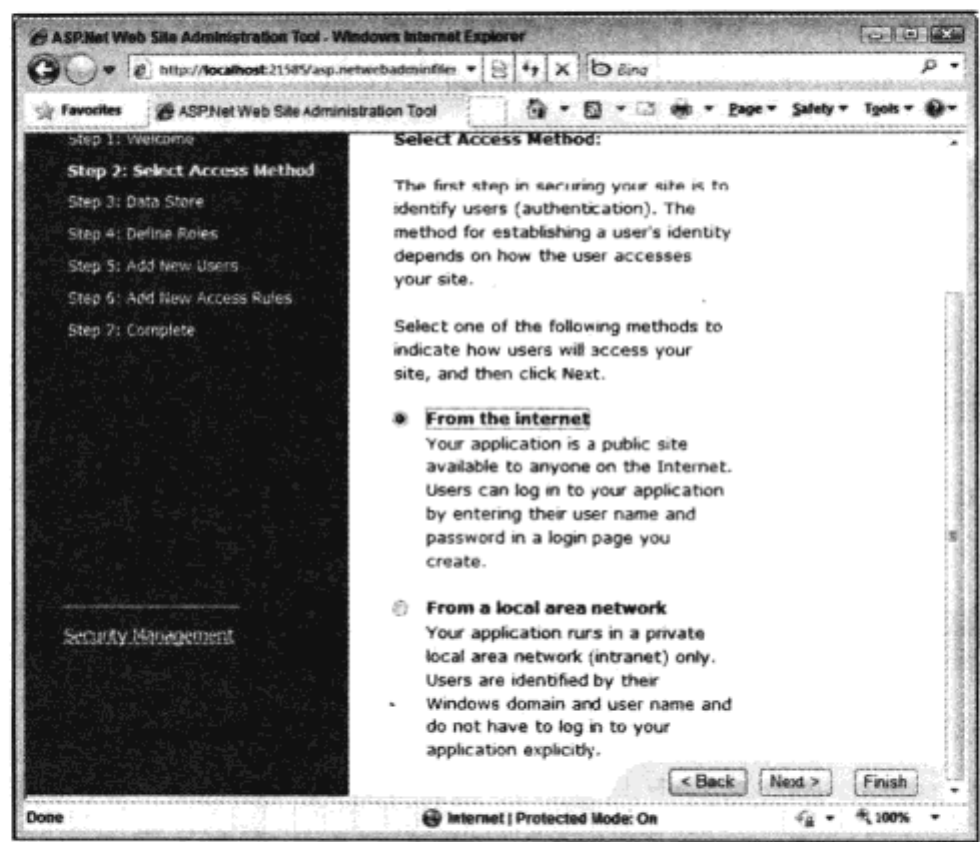 ASP.Net Web Site Administration Tool - Windows Internet Explorer
http://localhost:21585/asp.netwebadminfiles
Bing
Favorites
ASP.Net Web Site Administration Tool
Page
Safety
Tools
Step 1: Welcome
Step 2: Select Access Method
Step 3: Data Store
Step 4: Define Roles
Step 5: Add New Users
Step 6: Add New Access Rules
Step 7: Complete
Security Management
Select Access Method:
The first step in securing your site is to
identify users (authentication). The
method for establishing a user's identity
depends on how the user accesses
your site.
Select one of the following methods to
indicate how users will access your
site, and then click Next.
From the internet
Your application is a public site
available to anyone on the Internet.
Users can log in to your application
by entering their user name and
password in a login page you
create.
From a local area network
Your application runs in a private
local area network (intranet) only.
Users are identified by their
Windows domain and user name and
do not have to log in to your
application explicitly.
< Back
Next >
Finish
Done
Internet | Protected Mode: On
100%